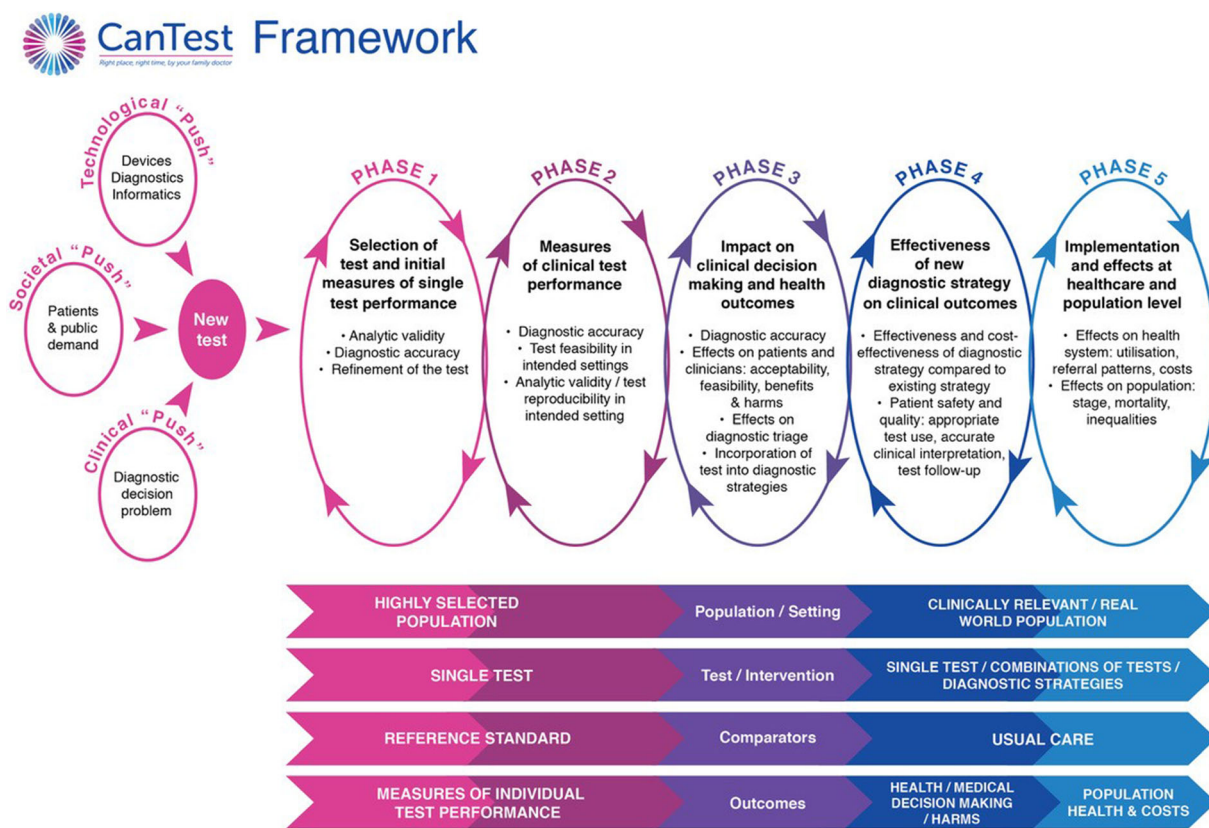 CanTest Framework
Right place, right time, by your family doctor
Technological "Push"
Devices
Diagnostics
Informatics
Societal "Push"
Patients
& public
demand
Clinical "Push"
Diagnostic
decision
problem
New
test
PHASE 1
Selection of
test and initial
measures of single
test performance
• Analytic validity
• Diagnostic accuracy
• Refinement of the test
PHASE 2
Measures
of clinical test
performance
• Diagnostic accuracy
• Test feasibility in
intended settings
• Analytic validity / test
reproducibility in
intended setting
PHASE 3
Impact on
clinical decision
making and health
outcomes
• Diagnostic accuracy
• Effects on patients and
clinicians: acceptability,
feasibility, benefits
& harms
• Effects on
diagnostic triage
• Incorporation of
test into diagnostic
strategies
PHASE 4
Effectiveness
of new
diagnostic strategy
on clinical outcomes
• Effectiveness and cost-
effectiveness of diagnostic
strategy compared to
existing strategy
• Patient safety and
quality: appropriate
test use, accurate
clinical interpretation,
test follow-up
PHASE 5
Implementation
and effects at
healthcare and
population level
• Effects on health
system: utilisation,
referral patterns, costs
• Effects on population:
stage, mortality,
inequalities
HIGHLY SELECTED
POPULATION
Population / Setting
CLINICALLY RELEVANT / REAL
WORLD POPULATION
SINGLE TEST
Test / Intervention
SINGLE TEST / COMBINATIONS OF TESTS /
DIAGNOSTIC STRATEGIES
REFERENCE STANDARD
Comparators
USUAL CARE
MEASURES OF INDIVIDUAL
TEST PERFORMANCE
Outcomes
HEALTH / MEDICAL
DECISION MAKING
/ HARMS
POPULATION
HEALTH & COSTS